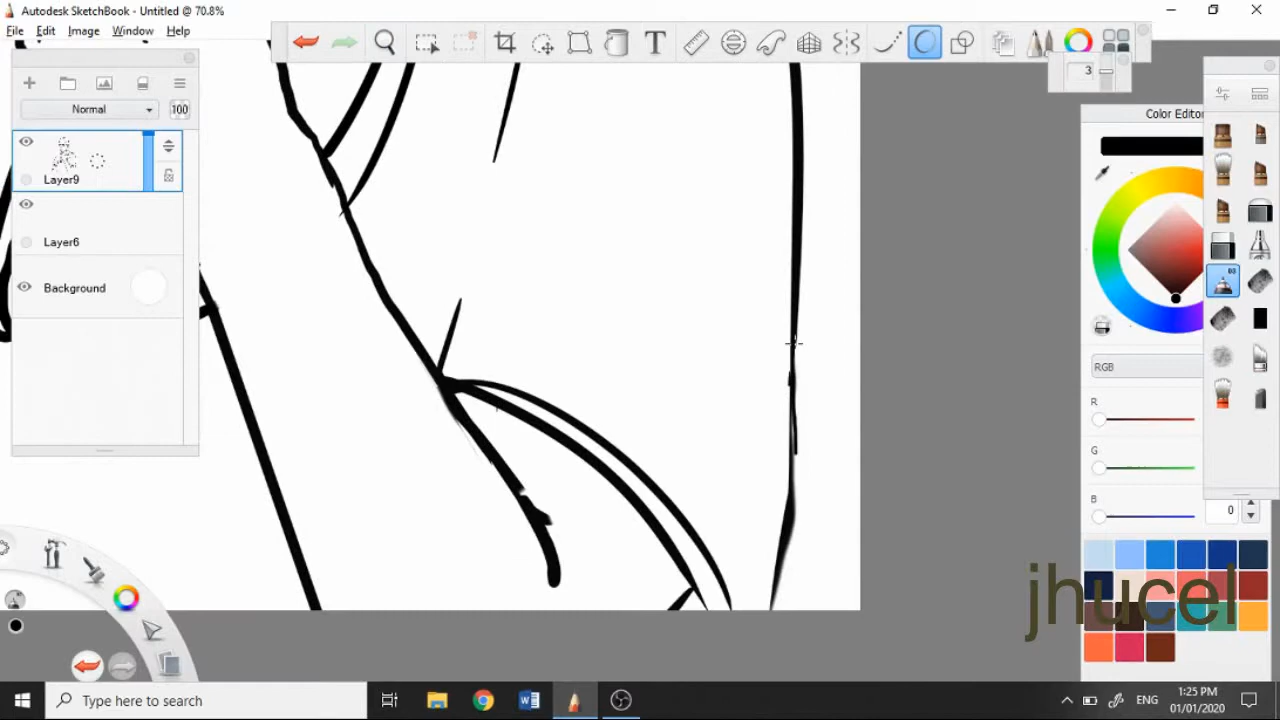 Autodesk SketchBook - Untitled @ 70.8%
File Edit Image Window Help
T
3
Normal
100
Layer9
Layer6
Background
Color Editor
RGB
R
G
B
0
jhucel
Type here to search
ENG
1:25 PM
01/01/2020